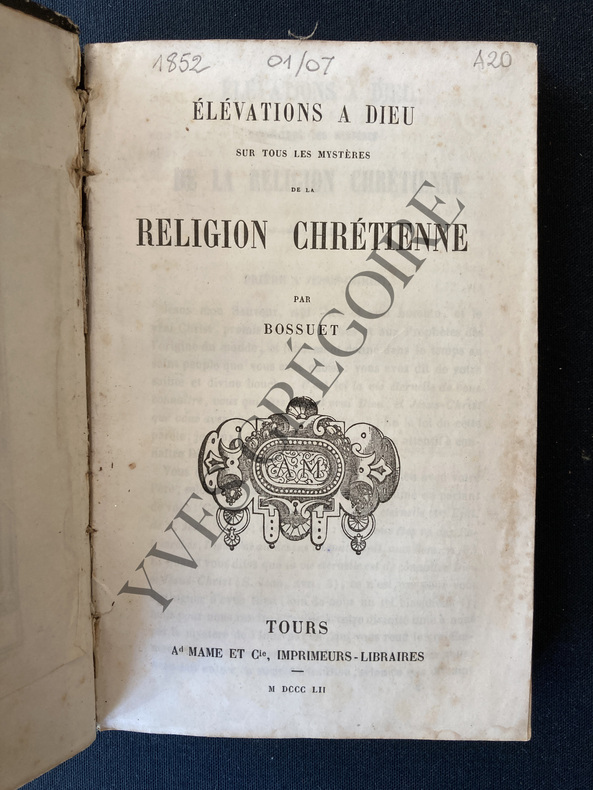 1852 01/07 A20
ÉLÉVATIONS A DIEU
SUR TOUS LES MYSTÈRES
DE LA
RELIGION CHRÉTIENNE
PAR
BOSSUET
A M
TOURS
Ad MAME ET Cie, IMPRIMEURS-LIBRAIRES
M DCCC LII
YVES GRÉGOIRE